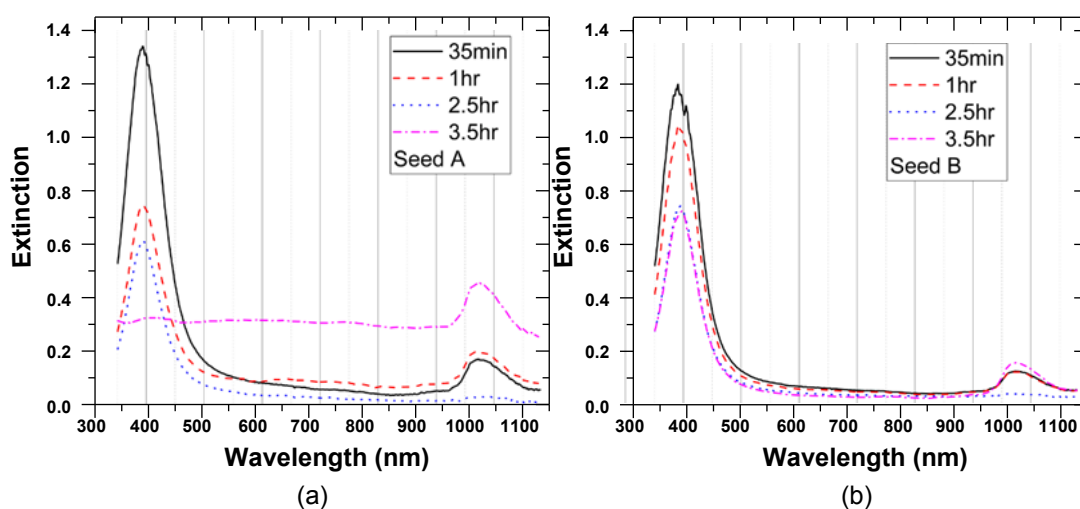 1.4
1.2
1.0
0.8
0.6
0.4
0.2
0.0
Extinction
300 400 500 600 700 800 900 1000 1100
Wavelength (nm)
35min
1hr
2.5hr
3.5hr
Seed A
(a)
1.4
1.2
1.0
0.8
0.6
0.4
0.2
0.0
Extinction
300 400 500 600 700 800 900 1000 1100
Wavelength (nm)
35min
1hr
2.5hr
3.5hr
Seed B
(b)